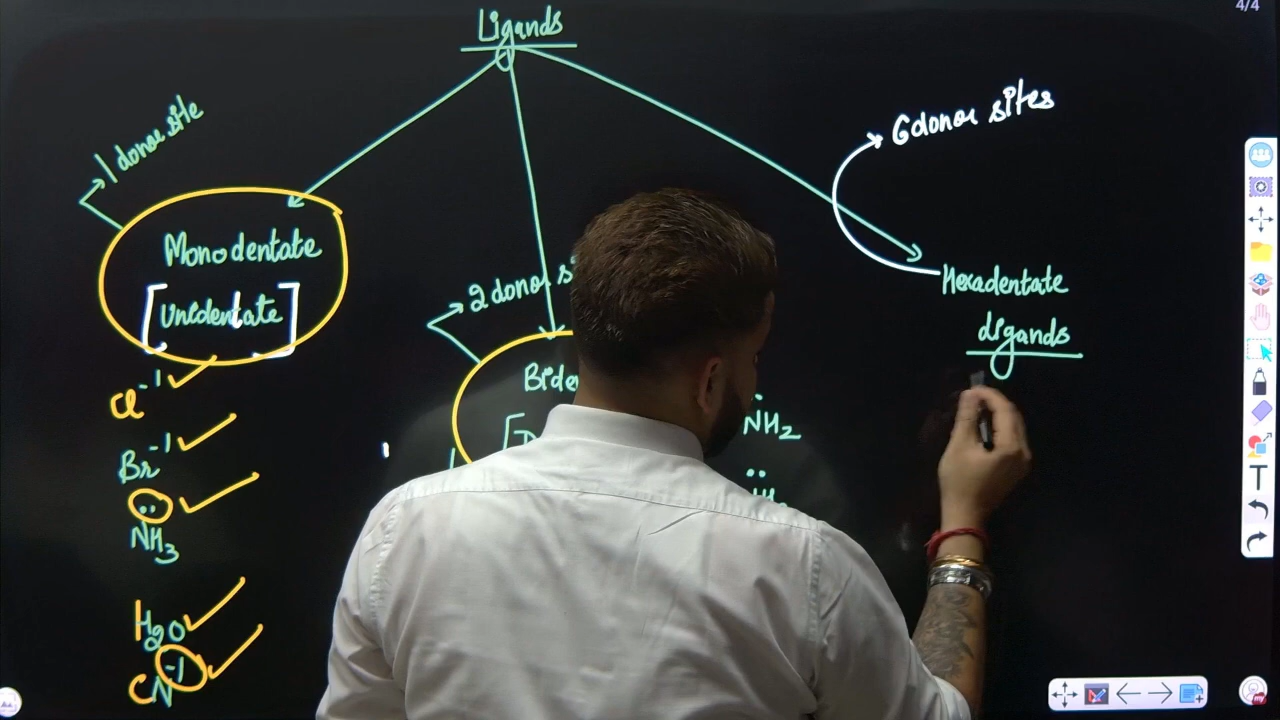 4/4
Ligands
1 donor site
6 donor sites
Monodentate
[Unidentate]
2 donor
Hexadentate
ligands
Cl⁻¹
Br⁻¹
NH₃
H₂O
CN⁻¹
NH₂
T